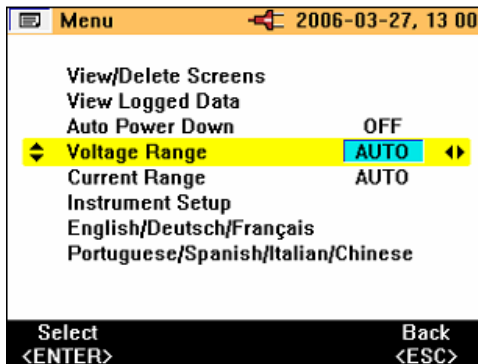 Menu 2006-03-27, 13 00
View/Delete Screens
View Logged Data
Auto Power Down OFF
Voltage Range AUTO
Current Range AUTO
Instrument Setup
English/Deutsch/Français
Portuguese/Spanish/Italian/Chinese
Select Back
<ENTER> <ESC>